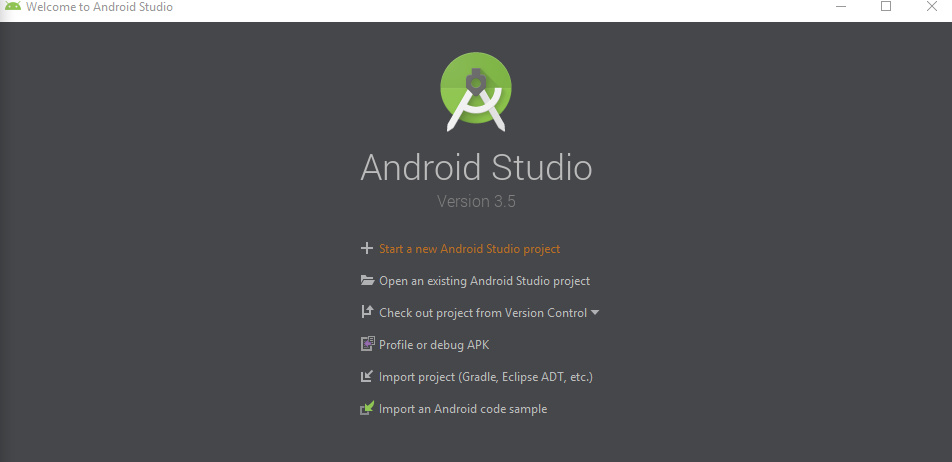 Welcome to Android Studio
Android Studio
Version 3.5
Start a new Android Studio project
Open an existing Android Studio project
Check out project from Version Control
Profile or debug APK
Import project (Gradle, Eclipse ADT, etc.)
Import an Android code sample